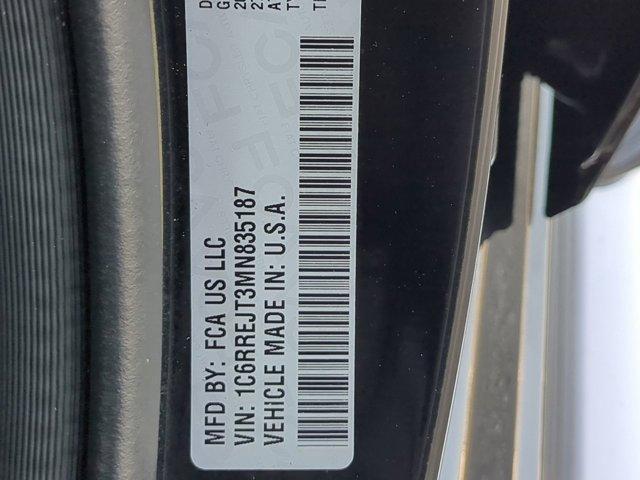 MFD BY: FCA US LLC
VIN: 1C6RREJT3MN835187
VEHICLE MADE IN: U.S.A.